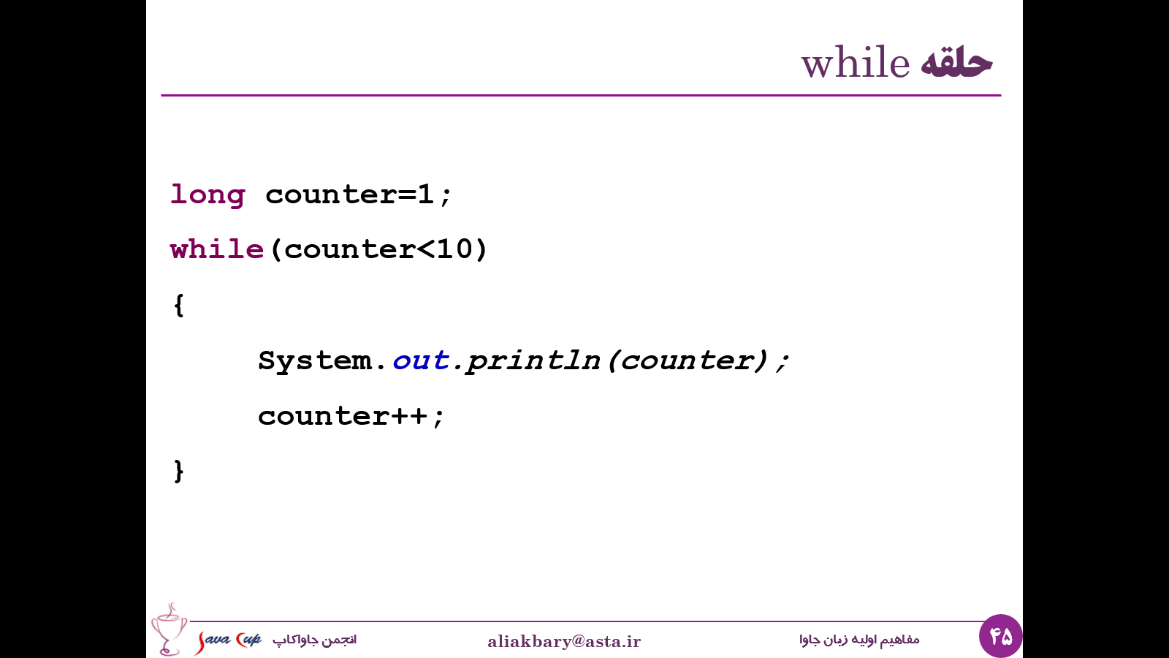 حلقه while
long counter=1;
while(counter<10)
{
System.out.println(counter);
counter++;
}
Java Cup انجمن جاواکاپ
aliakbary@asta.ir
مفاهیم اولیه زبان جاوا
۴۵